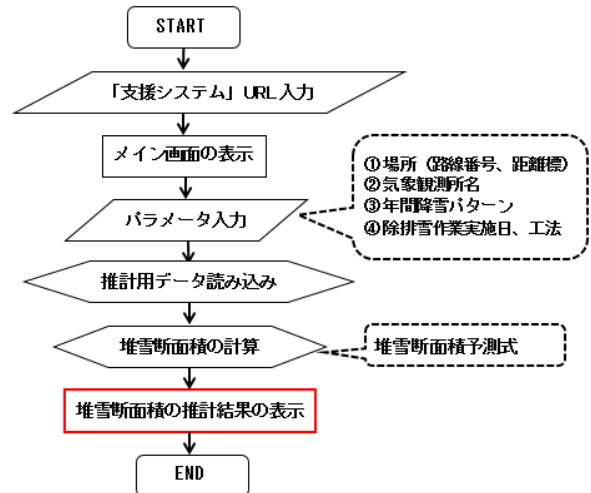 START
「支援システム」URL入力
メイン画面の表示
パラメータ入力
①場所（路線番号、距離標）
②気象観測所名
③年間降雪パターン
④除排雪作業実施日、工法
推計用データ読み込み
堆雪断面積の計算
堆雪断面積予測式
堆雪断面積の推計結果の表示
END